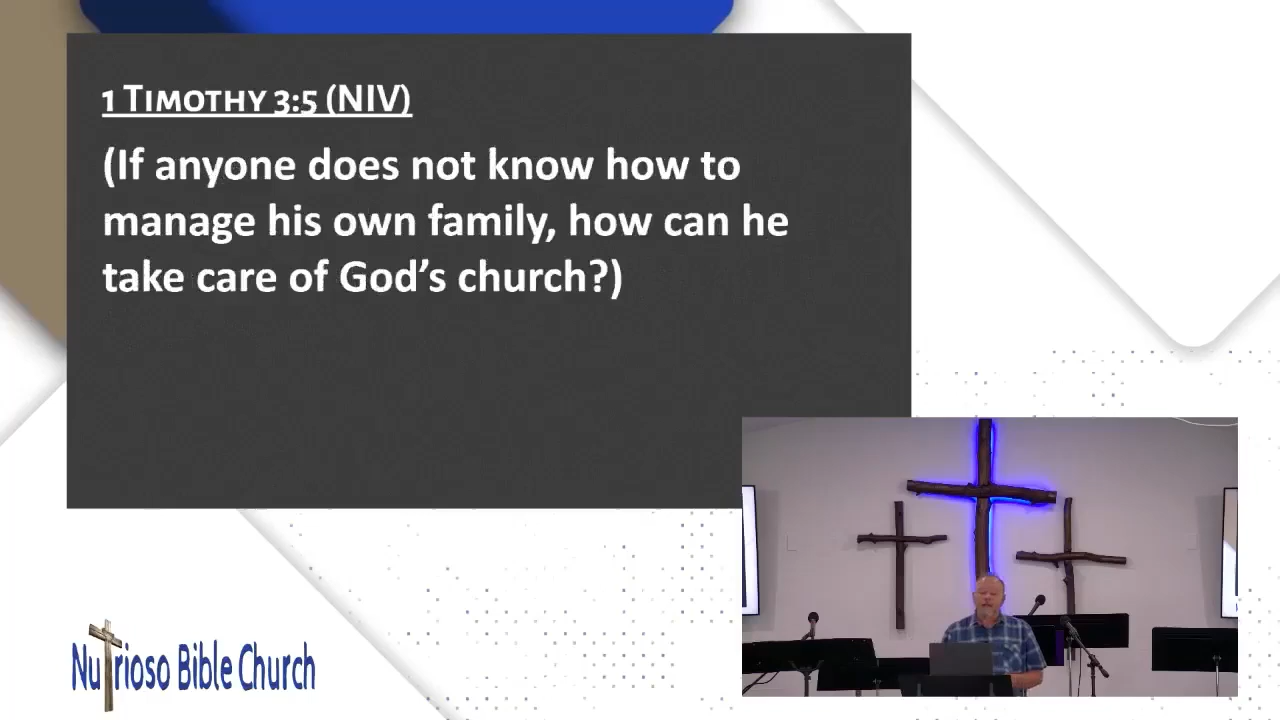 1 Timothy 3:5 (NIV)
(If anyone does not know how to
manage his own family, how can he
take care of God’s church?)
Nutrioso Bible Church